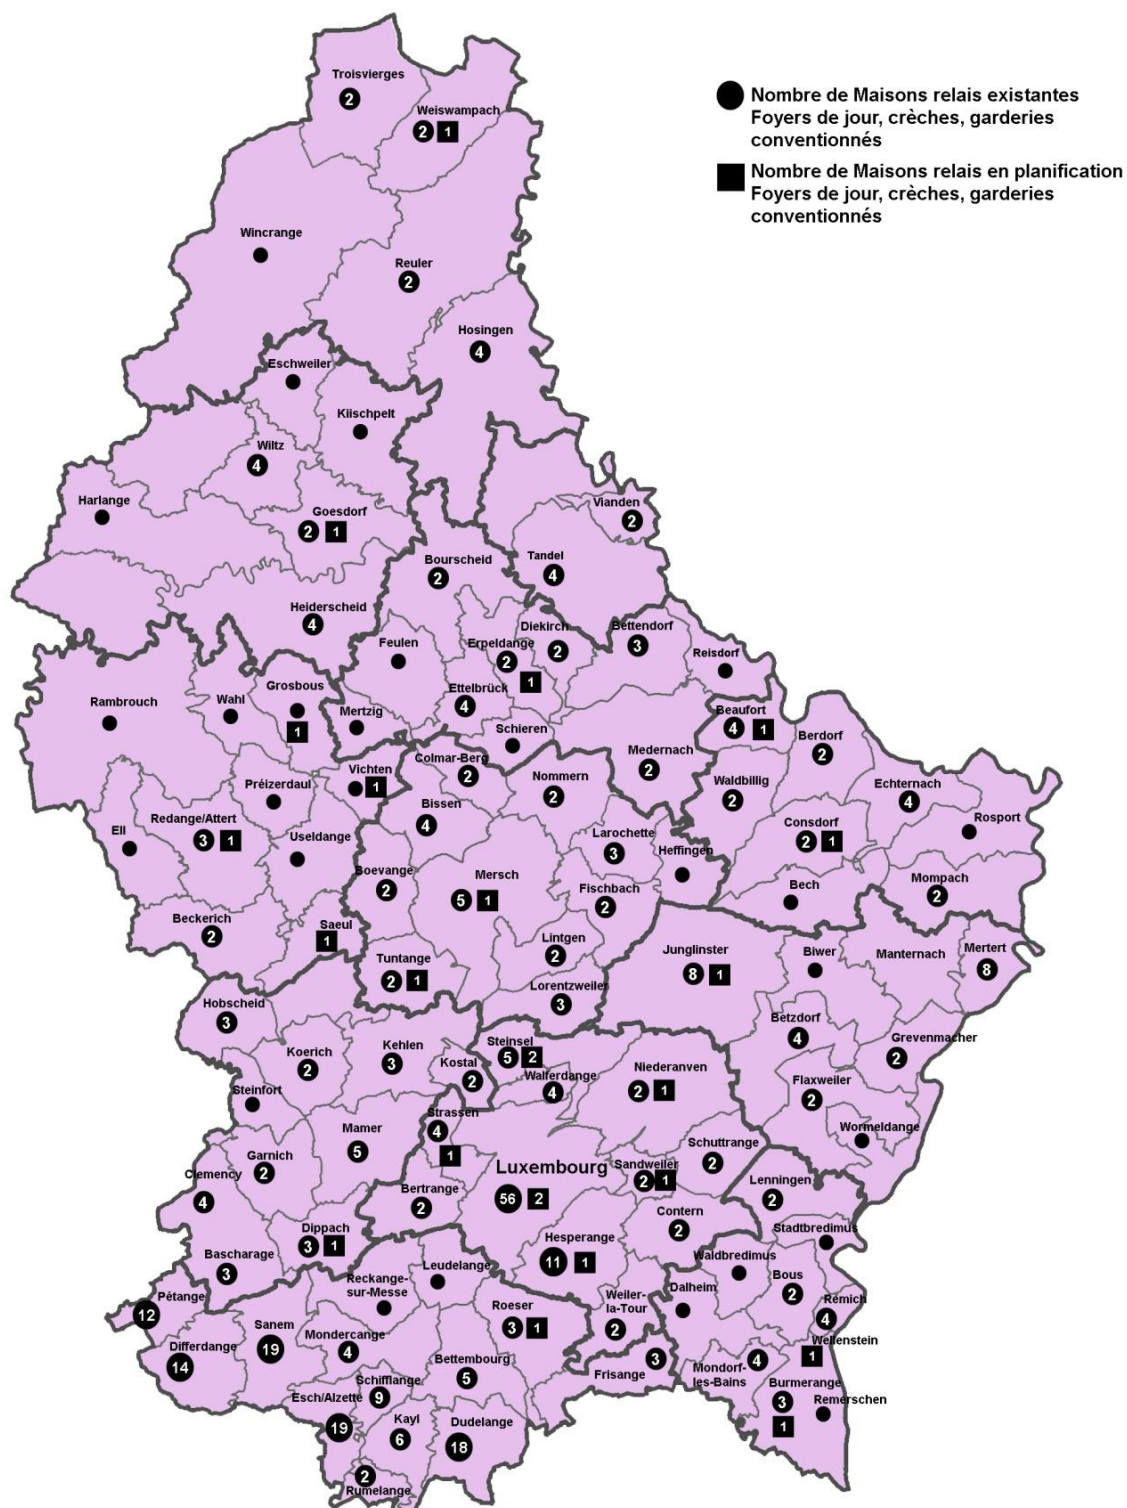 Nombre de Maisons relais existantes
Foyers de jour, crèches, garderies
conventionnés
Nombre de Maisons relais en planification
Foyers de jour, crèches, garderies
conventionnés
Troisvierges
2
Weiswampach
2 1
Wincrange
Reuler
2
Hosingen
4
Eschweiler
Kiischpelt
Wiltz
4
Harlange
Goesdorf
2 1
Vianden
2
Bourscheid
2
Tandel
4
Heiderscheid
4
Feulen
Erpeldange
2
1
Diekirch
2
Bettendorf
3
Reisdorf
Rambrouch
Wahl
Grosbous
1
Mertzig
Ettelbrück
4
Schieren
Beaufort
4 1
Berdorf
2
Vichten
1
Colmar-Berg
2
Nommern
2
Medernach
2
Waldbillig
2
Echternach
4
Préizerdaul
Bissen
4
Ell
Redange/Attert
3 1
Useldange
Larochette
3
Heffingen
Consdorf
2 1
Rosport
Boevange
2
Mersch
5 1
Fischbach
2
Bech
Mompach
2
Beckerich
2
Saeul
1
Lintgen
2
Junglinster
8 1
Biwer
Manternach
Mertert
8
Tuntange
2 1
Lorentzweiler
3
Hobscheid
3
Betzdorf
4
Grevenmacher
2
Koerich
2
Kehlen
3
Kostal
2
Steinsel
5 2
Walferdange
4
Niederanven
2 1
Flaxweiler
2
Steinfort
Strassen
4
1
Wormeldange
Mamer
5
Schuttrange
2
Garnich
2
Luxembourg
56 2
Sandweiler
2 1
Clemency
4
Bertrange
2
Lenningen
2
Contern
2
Stadtbredimus
Dippach
3 1
Hesperange
11 1
Waldbredimus
Bascharage
3
Leudelange
Dalheim
Bous
2
Pétange
12
Reckange-
sur-Messe
Roeser
3 1
Weiler-
la-Tour
2
Remich
4
Sanem
19
Mondercange
4
Wellenstein
1
Differdange
14
Bettembourg
5
Frisange
3
Mondorf-
les-Bains
4
Schifflange
9
Burmerange
3
1
Remerschen
Esch/Alzette
19
Kayl
6
Dudelange
18
2
Rumelange